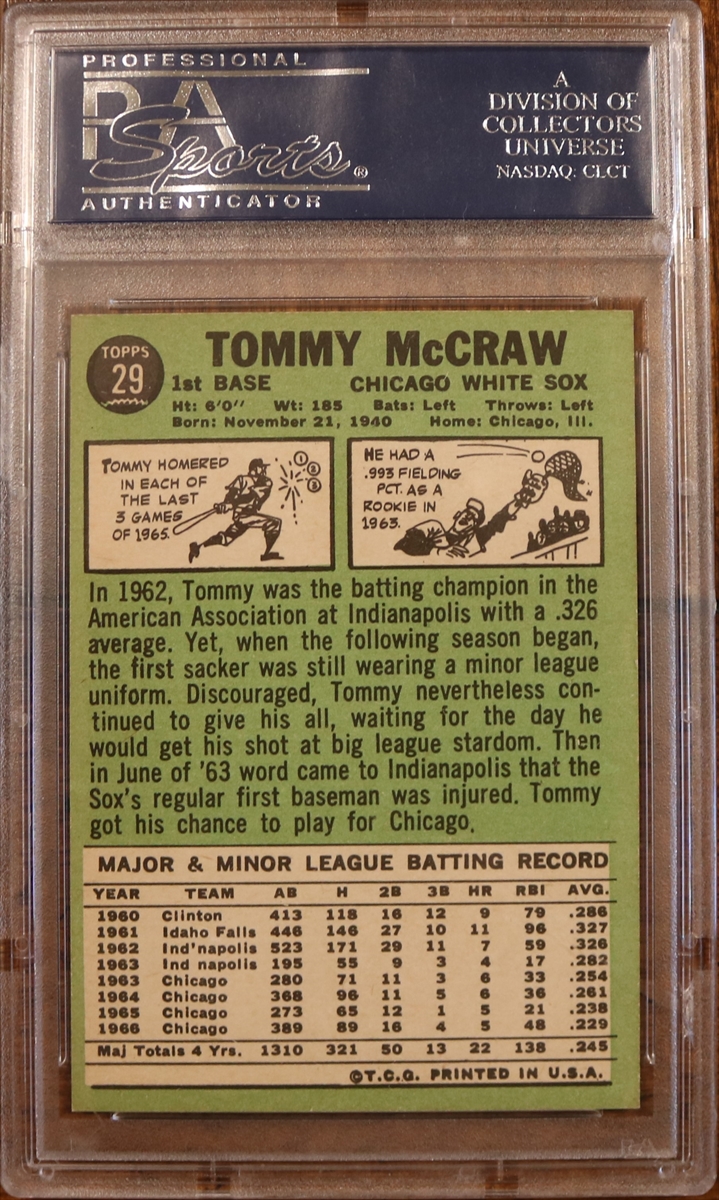 PROFESSIONAL
PSA
Sports®
AUTHENTICATOR
A
DIVISION OF
COLLECTORS
UNIVERSE
NASDAQ: CLCT
TOPPS
29
TOMMY McCRAW
1st BASE CHICAGO WHITE SOX
Ht: 6'0" Wt: 185 Bats: Left Throws: Left
Born: November 21, 1940 Home: Chicago, Ill.
TOMMY HOMERED
IN EACH OF
THE LAST
3 GAMES
OF 1965.
1
2
3
HE HAD A
.993 FIELDING
PCT. AS A
ROOKIE IN
1963.
In 1962, Tommy was the batting champion in the
American Association at Indianapolis with a .326
average. Yet, when the following season began,
the first sacker was still wearing a minor league
uniform. Discouraged, Tommy nevertheless con-
tinued to give his all, waiting for the day he
would get his shot at big league stardom. Then
in June of '63 word came to Indianapolis that the
Sox's regular first baseman was injured. Tommy
got his chance to play for Chicago.
MAJOR & MINOR LEAGUE BATTING RECORD
YEAR TEAM AB H 2B 3B HR RBI AVG.
1960 Clinton 413 118 16 12 9 79 .286
1961 Idaho Falls 446 146 27 10 11 96 .327
1962 Ind'napolis 523 171 29 11 7 59 .326
1963 Ind napolis 195 55 9 3 4 17 .282
1963 Chicago 280 71 11 3 6 33 .254
1964 Chicago 368 96 11 5 6 36 .261
1965 Chicago 273 65 12 1 5 21 .238
1966 Chicago 389 89 16 4 5 48 .229
Maj Totals 4 Yrs. 1310 321 50 13 22 138 .245
©T.C.G. PRINTED IN U.S.A.